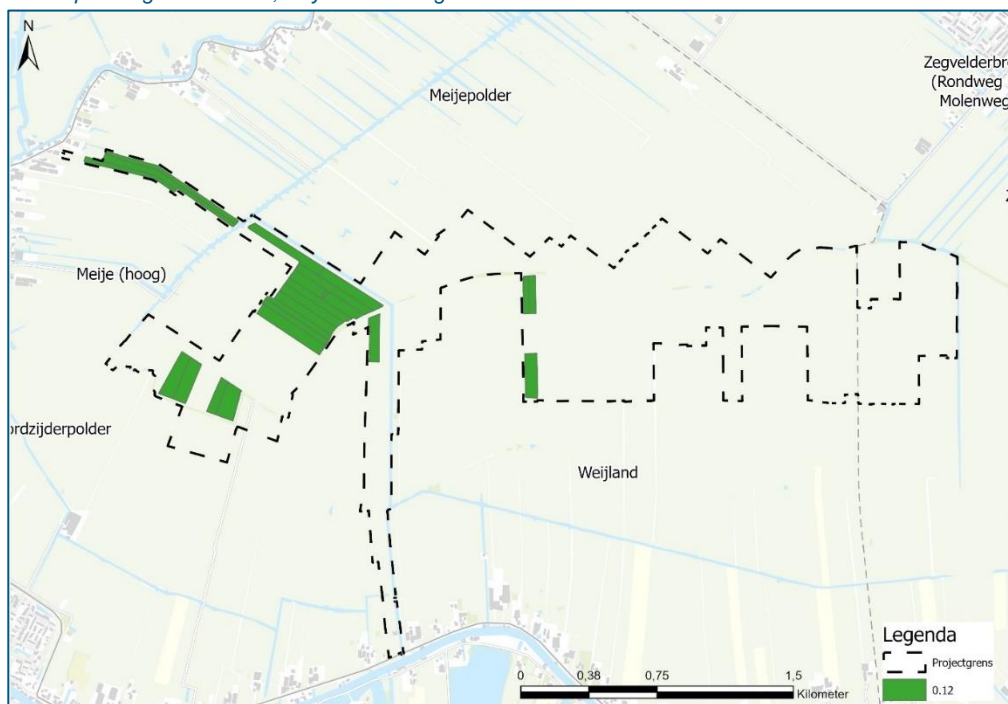 N
Meijepolder
Zegvelderbr
(Rondweg
Molenweg
Meije (hoog)
ordzijderpolder
Weijland
Legenda
Projectgrens
0.12
0 0,38 0,75 1,5
Kilometer